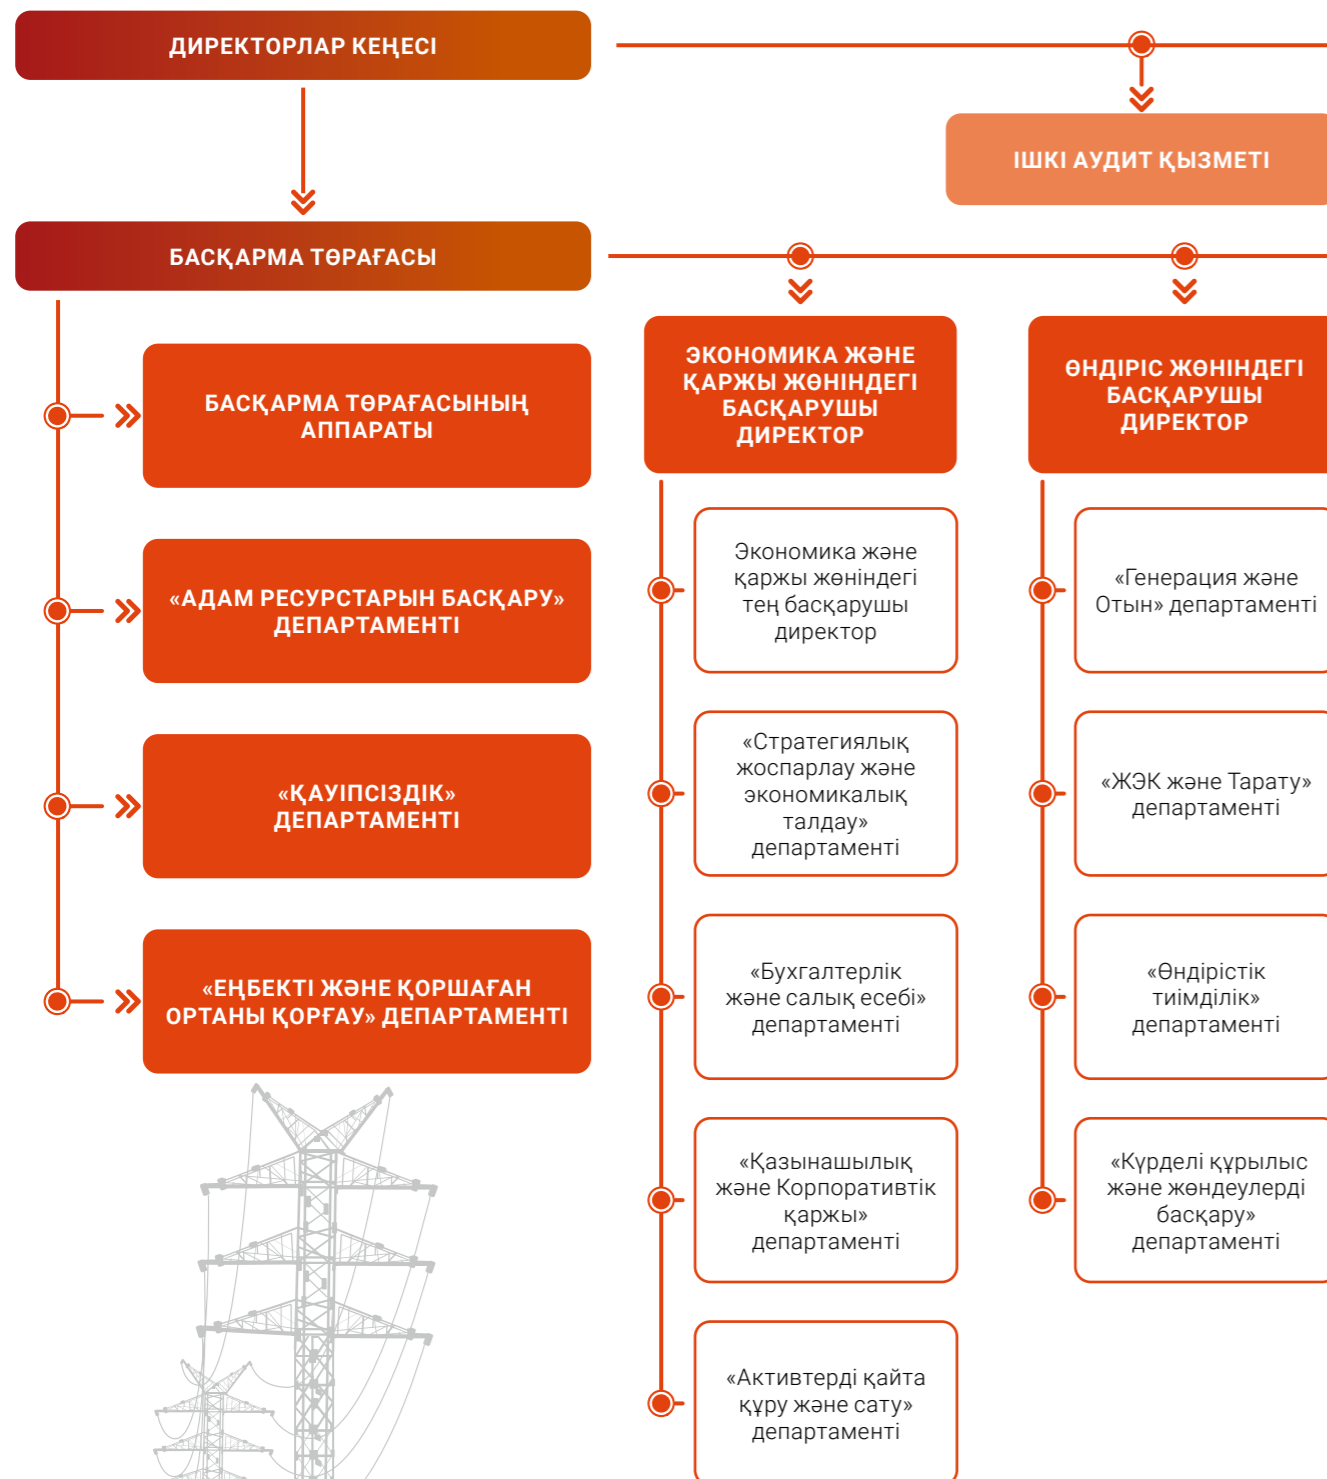 ДИРЕКТОРЛАР КЕҢЕСІ
ІШКІ АУДИТ ҚЫЗМЕТІ
БАСҚАРМА ТӨРАҒАСЫ
БАСҚАРМА ТӨРАҒАСЫНЫҢ
АППАРАТЫ
«АДАМ РЕСУРСТАРЫН БАСҚАРУ»
ДЕПАРТАМЕНТІ
«ҚАУІПСІЗДІК»
ДЕПАРТАМЕНТІ
«ЕҢБЕКТІ ЖӘНЕ ҚОРШАҒАН
ОРТАНЫ ҚОРҒАУ» ДЕПАРТАМЕНТІ
ЭКОНОМИКА ЖӘНЕ
ҚАРЖЫ ЖӨНІНДЕГІ
БАСҚАРУШЫ
ДИРЕКТОР
Экономика және
қаржы жөніндегі
тең басқарушы
директор
«Стратегиялық
жоспарлау және
экономикалық
талдау»
департаменті
«Бухгалтерлік
және салық есебі»
департаменті
«Қазынашылық
және Корпоративтік
қаржы»
департаменті
«Активтерді қайта
құру және сату»
департаменті
ӨНДІРІС ЖӨНІНДЕГІ
БАСҚАРУШЫ
ДИРЕКТОР
«Генерация және
Отын» департаменті
«ЖЭК және Тарату»
департаменті
«Өндірістік
тиімділік»
департаменті
«Күрделі құрылыс
және жөндеулерді
басқару»
департаменті